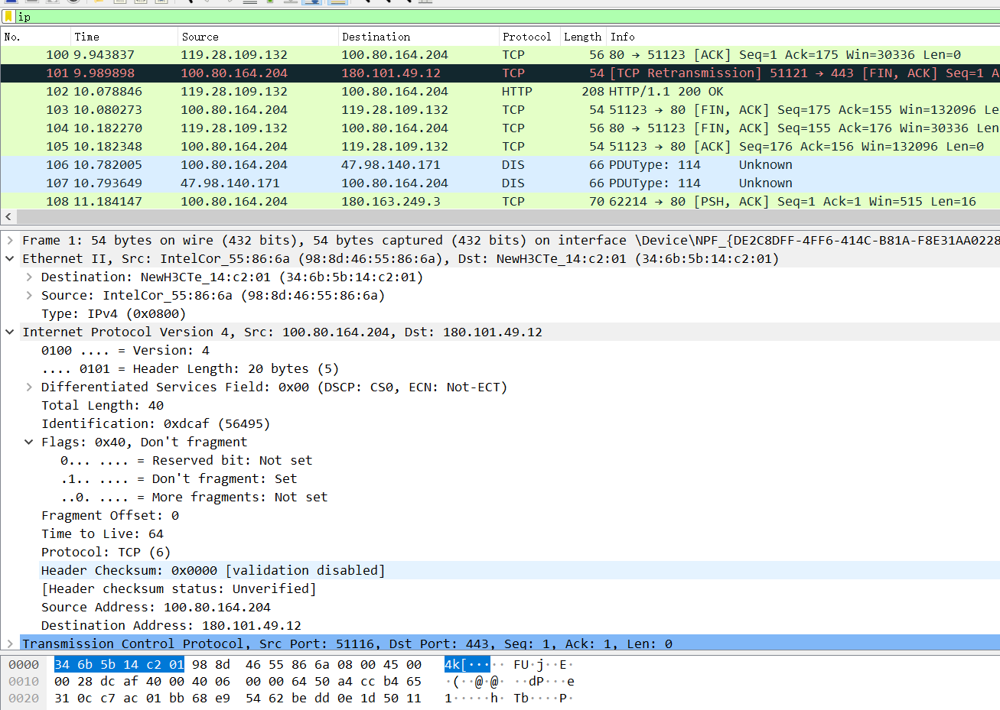 ip
No. Time Source Destination Protocol Length Info
100 9.943837 119.28.109.132 100.80.164.204 TCP 56 80 → 51123 [ACK] Seq=1 Ack=175 Win=30336 Len=0
101 9.989898 100.80.164.204 180.101.49.12 TCP 54 [TCP Retransmission] 51121 → 443 [FIN, ACK] Seq=1 A
102 10.078846 119.28.109.132 100.80.164.204 HTTP 208 HTTP/1.1 200 OK
103 10.080273 100.80.164.204 119.28.109.132 TCP 54 51123 → 80 [FIN, ACK] Seq=175 Ack=155 Win=132096 Le
104 10.182270 119.28.109.132 100.80.164.204 TCP 56 80 → 51123 [FIN, ACK] Seq=155 Ack=176 Win=30336 Len
105 10.182348 100.80.164.204 119.28.109.132 TCP 54 51123 → 80 [ACK] Seq=176 Ack=156 Win=132096 Len=0
106 10.782005 100.80.164.204 47.98.140.171 DIS 66 PDUType: 114 Unknown
107 10.793649 47.98.140.171 100.80.164.204 DIS 66 PDUType: 114 Unknown
108 11.184147 100.80.164.204 180.163.249.3 TCP 70 62214 → 80 [PSH, ACK] Seq=1 Ack=1 Win=515 Len=16
Frame 1: 54 bytes on wire (432 bits), 54 bytes captured (432 bits) on interface \Device\NPF_{DE2C8DFF-4FF6-414C-B81A-F8E31AA0228
Ethernet II, Src: IntelCor_55:86:6a (98:8d:46:55:86:6a), Dst: NewH3CTe_14:c2:01 (34:6b:5b:14:c2:01)
Destination: NewH3CTe_14:c2:01 (34:6b:5b:14:c2:01)
Source: IntelCor_55:86:6a (98:8d:46:55:86:6a)
Type: IPv4 (0x0800)
Internet Protocol Version 4, Src: 100.80.164.204, Dst: 180.101.49.12
0100 .... = Version: 4
.... 0101 = Header Length: 20 bytes (5)
Differentiated Services Field: 0x00 (DSCP: CS0, ECN: Not-ECT)
Total Length: 40
Identification: 0xdcaf (56495)
Flags: 0x40, Don't fragment
0... .... = Reserved bit: Not set
.1.. .... = Don't fragment: Set
..0. .... = More fragments: Not set
Fragment Offset: 0
Time to Live: 64
Protocol: TCP (6)
Header Checksum: 0x0000 [validation disabled]
[Header checksum status: Unverified]
Source Address: 100.80.164.204
Destination Address: 180.101.49.12
Transmission Control Protocol, Src Port: 51116, Dst Port: 443, Seq: 1, Ack: 1, Len: 0
0000 34 6b 5b 14 c2 01 98 8d 46 55 86 6a 08 00 45 00 4k[····· FU·j··E·
0010 00 28 dc af 40 00 40 06 00 00 64 50 a4 cc b4 65 ·(··@·@· ··dP···e
0020 31 0c c7 ac 01 bb 68 e9 54 62 be dd 0e 1d 50 11 1·····h· Tb····P·